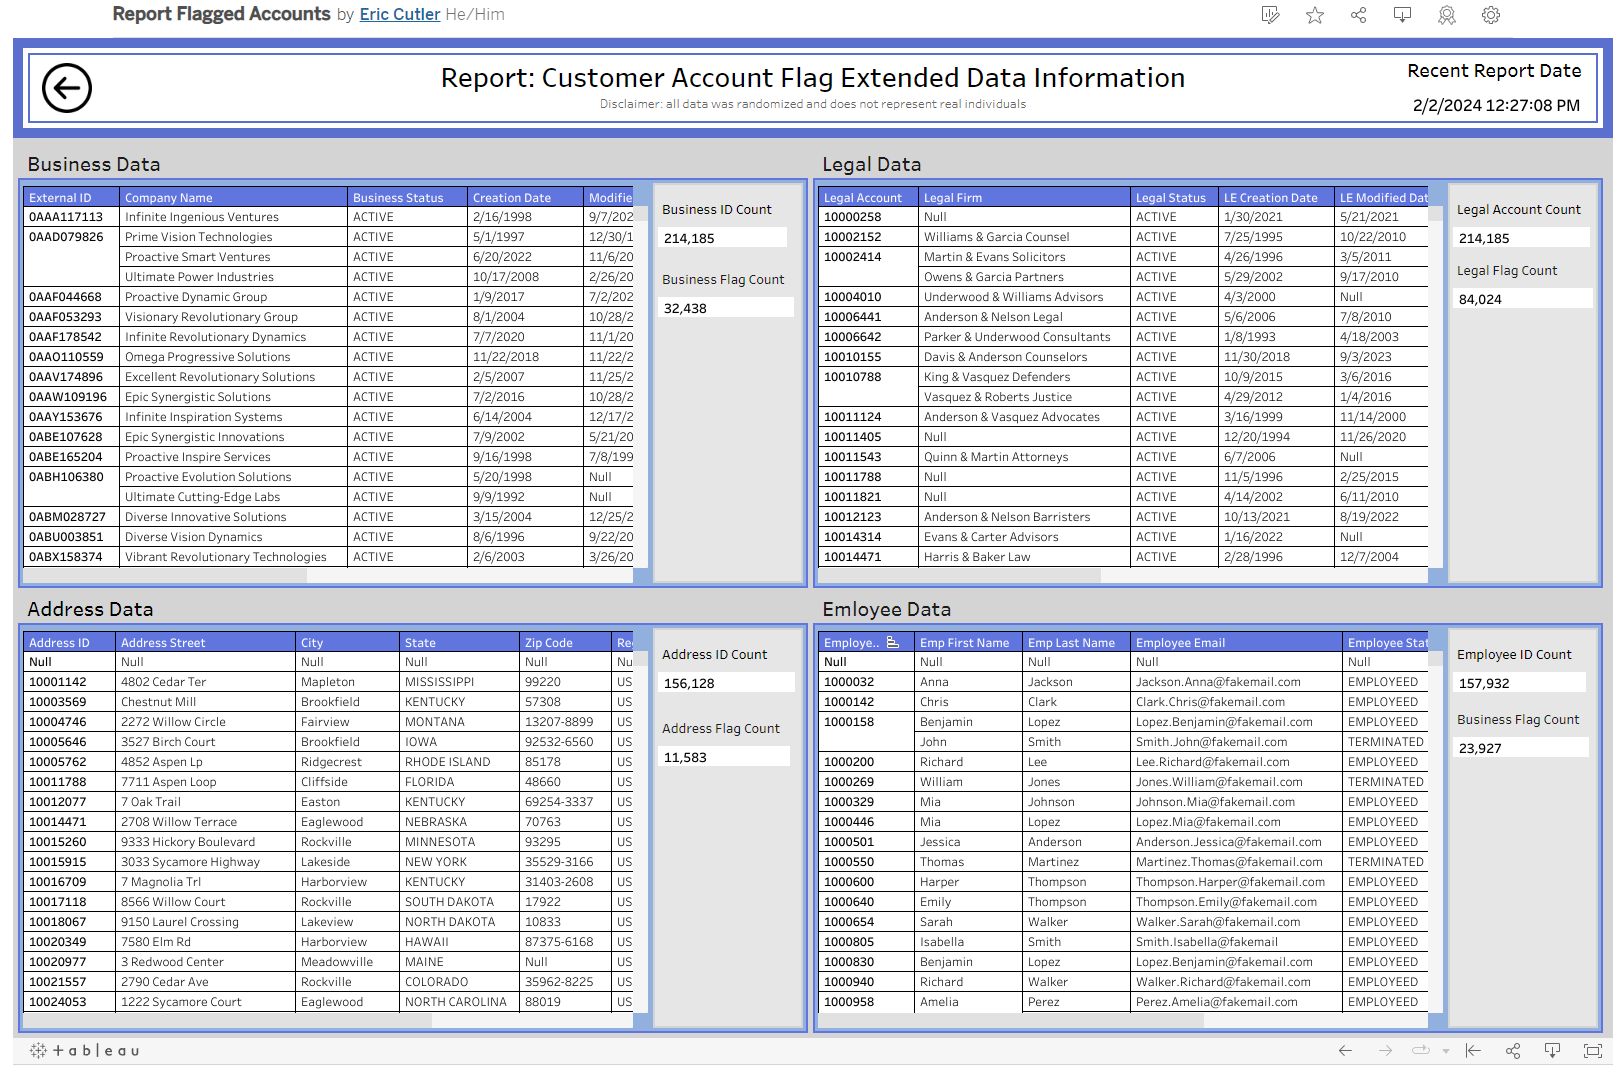 Report Flagged Accounts by Eric Cutler He/Him
Report: Customer Account Flag Extended Data Information
Disclaimer: all data was randomized and does not represent real individuals
Recent Report Date
2/2/2024 12:27:08 PM
Business Data
External ID Company Name Business Status Creation Date Modifie
0AAA117113 Infinite Ingenious Ventures ACTIVE 2/16/1998 9/7/202
0AAD079826 Prime Vision Technologies ACTIVE 5/1/1997 12/30/1
Proactive Smart Ventures ACTIVE 6/20/2022 11/6/20
Ultimate Power Industries ACTIVE 10/17/2008 2/26/20
0AAF044668 Proactive Dynamic Group ACTIVE 1/9/2017 7/2/202
0AAF053293 Visionary Revolutionary Group ACTIVE 8/1/2004 10/28/2
0AAF178542 Infinite Revolutionary Dynamics ACTIVE 7/7/2020 11/1/20
0AAO110559 Omega Progressive Solutions ACTIVE 11/22/2018 11/22/2
0AAV174896 Excellent Revolutionary Solutions ACTIVE 2/5/2007 11/25/2
0AAW109196 Epic Synergistic Solutions ACTIVE 7/2/2016 10/28/2
0AAY153676 Infinite Inspiration Systems ACTIVE 6/14/2004 12/17/2
0ABE107628 Epic Synergistic Innovations ACTIVE 7/9/2002 5/21/20
0ABE165204 Proactive Inspire Services ACTIVE 9/16/1998 7/8/199
0ABH106380 Proactive Evolution Solutions ACTIVE 5/20/1998 Null
Ultimate Cutting-Edge Labs ACTIVE 9/9/1992 Null
0ABM028727 Diverse Innovative Solutions ACTIVE 3/15/2004 12/25/2
0ABU003851 Diverse Vision Dynamics ACTIVE 8/6/1996 9/22/20
0ABX158374 Vibrant Revolutionary Technologies ACTIVE 2/6/2003 3/26/20
Business ID Count
214,185
Business Flag Count
32,438
Legal Data
Legal Account Legal Firm Legal Status LE Creation Date LE Modified Dat
10000258 Null ACTIVE 1/30/2021 5/21/2021
10002152 Williams & Garcia Counsel ACTIVE 7/25/1995 10/22/2010
10002414 Martin & Evans Solicitors ACTIVE 4/26/1996 3/5/2011
Owens & Garcia Partners ACTIVE 5/29/2002 9/17/2010
10004010 Underwood & Williams Advisors ACTIVE 4/3/2000 Null
10006441 Anderson & Nelson Legal ACTIVE 5/6/2006 7/8/2010
10006642 Parker & Underwood Consultants ACTIVE 1/8/1993 4/18/2003
10010155 Davis & Anderson Counselors ACTIVE 11/30/2018 9/3/2023
10010788 King & Vasquez Defenders ACTIVE 10/9/2015 3/6/2016
Vasquez & Roberts Justice ACTIVE 4/29/2012 1/4/2016
10011124 Anderson & Vasquez Advocates ACTIVE 3/16/1999 11/14/2000
10011405 Null ACTIVE 12/20/1994 11/26/2020
10011543 Quinn & Martin Attorneys ACTIVE 6/7/2006 Null
10011788 Null ACTIVE 11/5/1996 2/25/2015
10011821 Null ACTIVE 4/14/2002 6/11/2010
10012123 Anderson & Nelson Barristers ACTIVE 10/13/2021 8/19/2022
10014314 Evans & Carter Advisors ACTIVE 1/16/2022 Null
10014471 Harris & Baker Law ACTIVE 2/28/1996 12/7/2004
Legal Account Count
214,185
Legal Flag Count
84,024
Address Data
Address ID Address Street City State Zip Code Re
Null Null Null Null Null Nu
10001142 4802 Cedar Ter Mapleton MISSISSIPPI 99220 US
10003569 Chestnut Mill Brookfield KENTUCKY 57308 US
10004746 2272 Willow Circle Fairview MONTANA 13207-8899 US
10005646 3527 Birch Court Brookfield IOWA 92532-6560 US
10005762 4852 Aspen Lp Ridgecrest RHODE ISLAND 85178 US
10011788 7711 Aspen Loop Cliffside FLORIDA 48660 US
10012077 7 Oak Trail Easton KENTUCKY 69254-3337 US
10014471 2708 Willow Terrace Eaglewood NEBRASKA 70763 US
10015260 9333 Hickory Boulevard Rockville MINNESOTA 93295 US
10015915 3033 Sycamore Highway Lakeside NEW YORK 35529-3166 US
10016709 7 Magnolia Trl Harborview KENTUCKY 31403-2608 US
10017118 8566 Willow Court Rockville SOUTH DAKOTA 17922 US
10018067 9150 Laurel Crossing Lakeview NORTH DAKOTA 10833 US
10020349 7580 Elm Rd Harborview HAWAII 87375-6168 US
10020977 3 Redwood Center Meadowville MAINE Null US
10021557 2790 Cedar Ave Rockville COLORADO 35962-8225 US
10024053 1222 Sycamore Court Eaglewood NORTH CAROLINA 88019 US
Address ID Count
156,128
Address Flag Count
11,583
Emloyee Data
Employe.. Emp First Name Emp Last Name Employee Email Employee Stat
Null Null Null Null Null
1000032 Anna Jackson Jackson.Anna@fakemail.com EMPLOYEED
1000142 Chris Clark Clark.Chris@fakemail.com EMPLOYEED
1000158 Benjamin Lopez Lopez.Benjamin@fakemail.com EMPLOYEED
John Smith Smith.John@fakemail.com TERMINATED
1000200 Richard Lee Lee.Richard@fakemail.com EMPLOYEED
1000269 William Jones Jones.William@fakemail.com TERMINATED
1000329 Mia Johnson Johnson.Mia@fakemail.com EMPLOYEED
1000446 Mia Lopez Lopez.Mia@fakemail.com EMPLOYEED
1000501 Jessica Anderson Anderson.Jessica@fakemail.com EMPLOYEED
1000550 Thomas Martinez Martinez.Thomas@fakemail.com TERMINATED
1000600 Harper Thompson Thompson.Harper@fakemail.com EMPLOYEED
1000640 Emily Thompson Thompson.Emily@fakemail.com EMPLOYEED
1000654 Sarah Walker Walker.Sarah@fakemail.com EMPLOYEED
1000805 Isabella Smith Smith.Isabella@fakemail EMPLOYEED
1000830 Benjamin Lopez Lopez.Benjamin@fakemail.com EMPLOYEED
1000940 Richard Walker Walker.Richard@fakemail.com EMPLOYEED
1000958 Amelia Perez Perez.Amelia@fakemail.com EMPLOYEED
Employee ID Count
157,932
Business Flag Count
23,927
+ableau